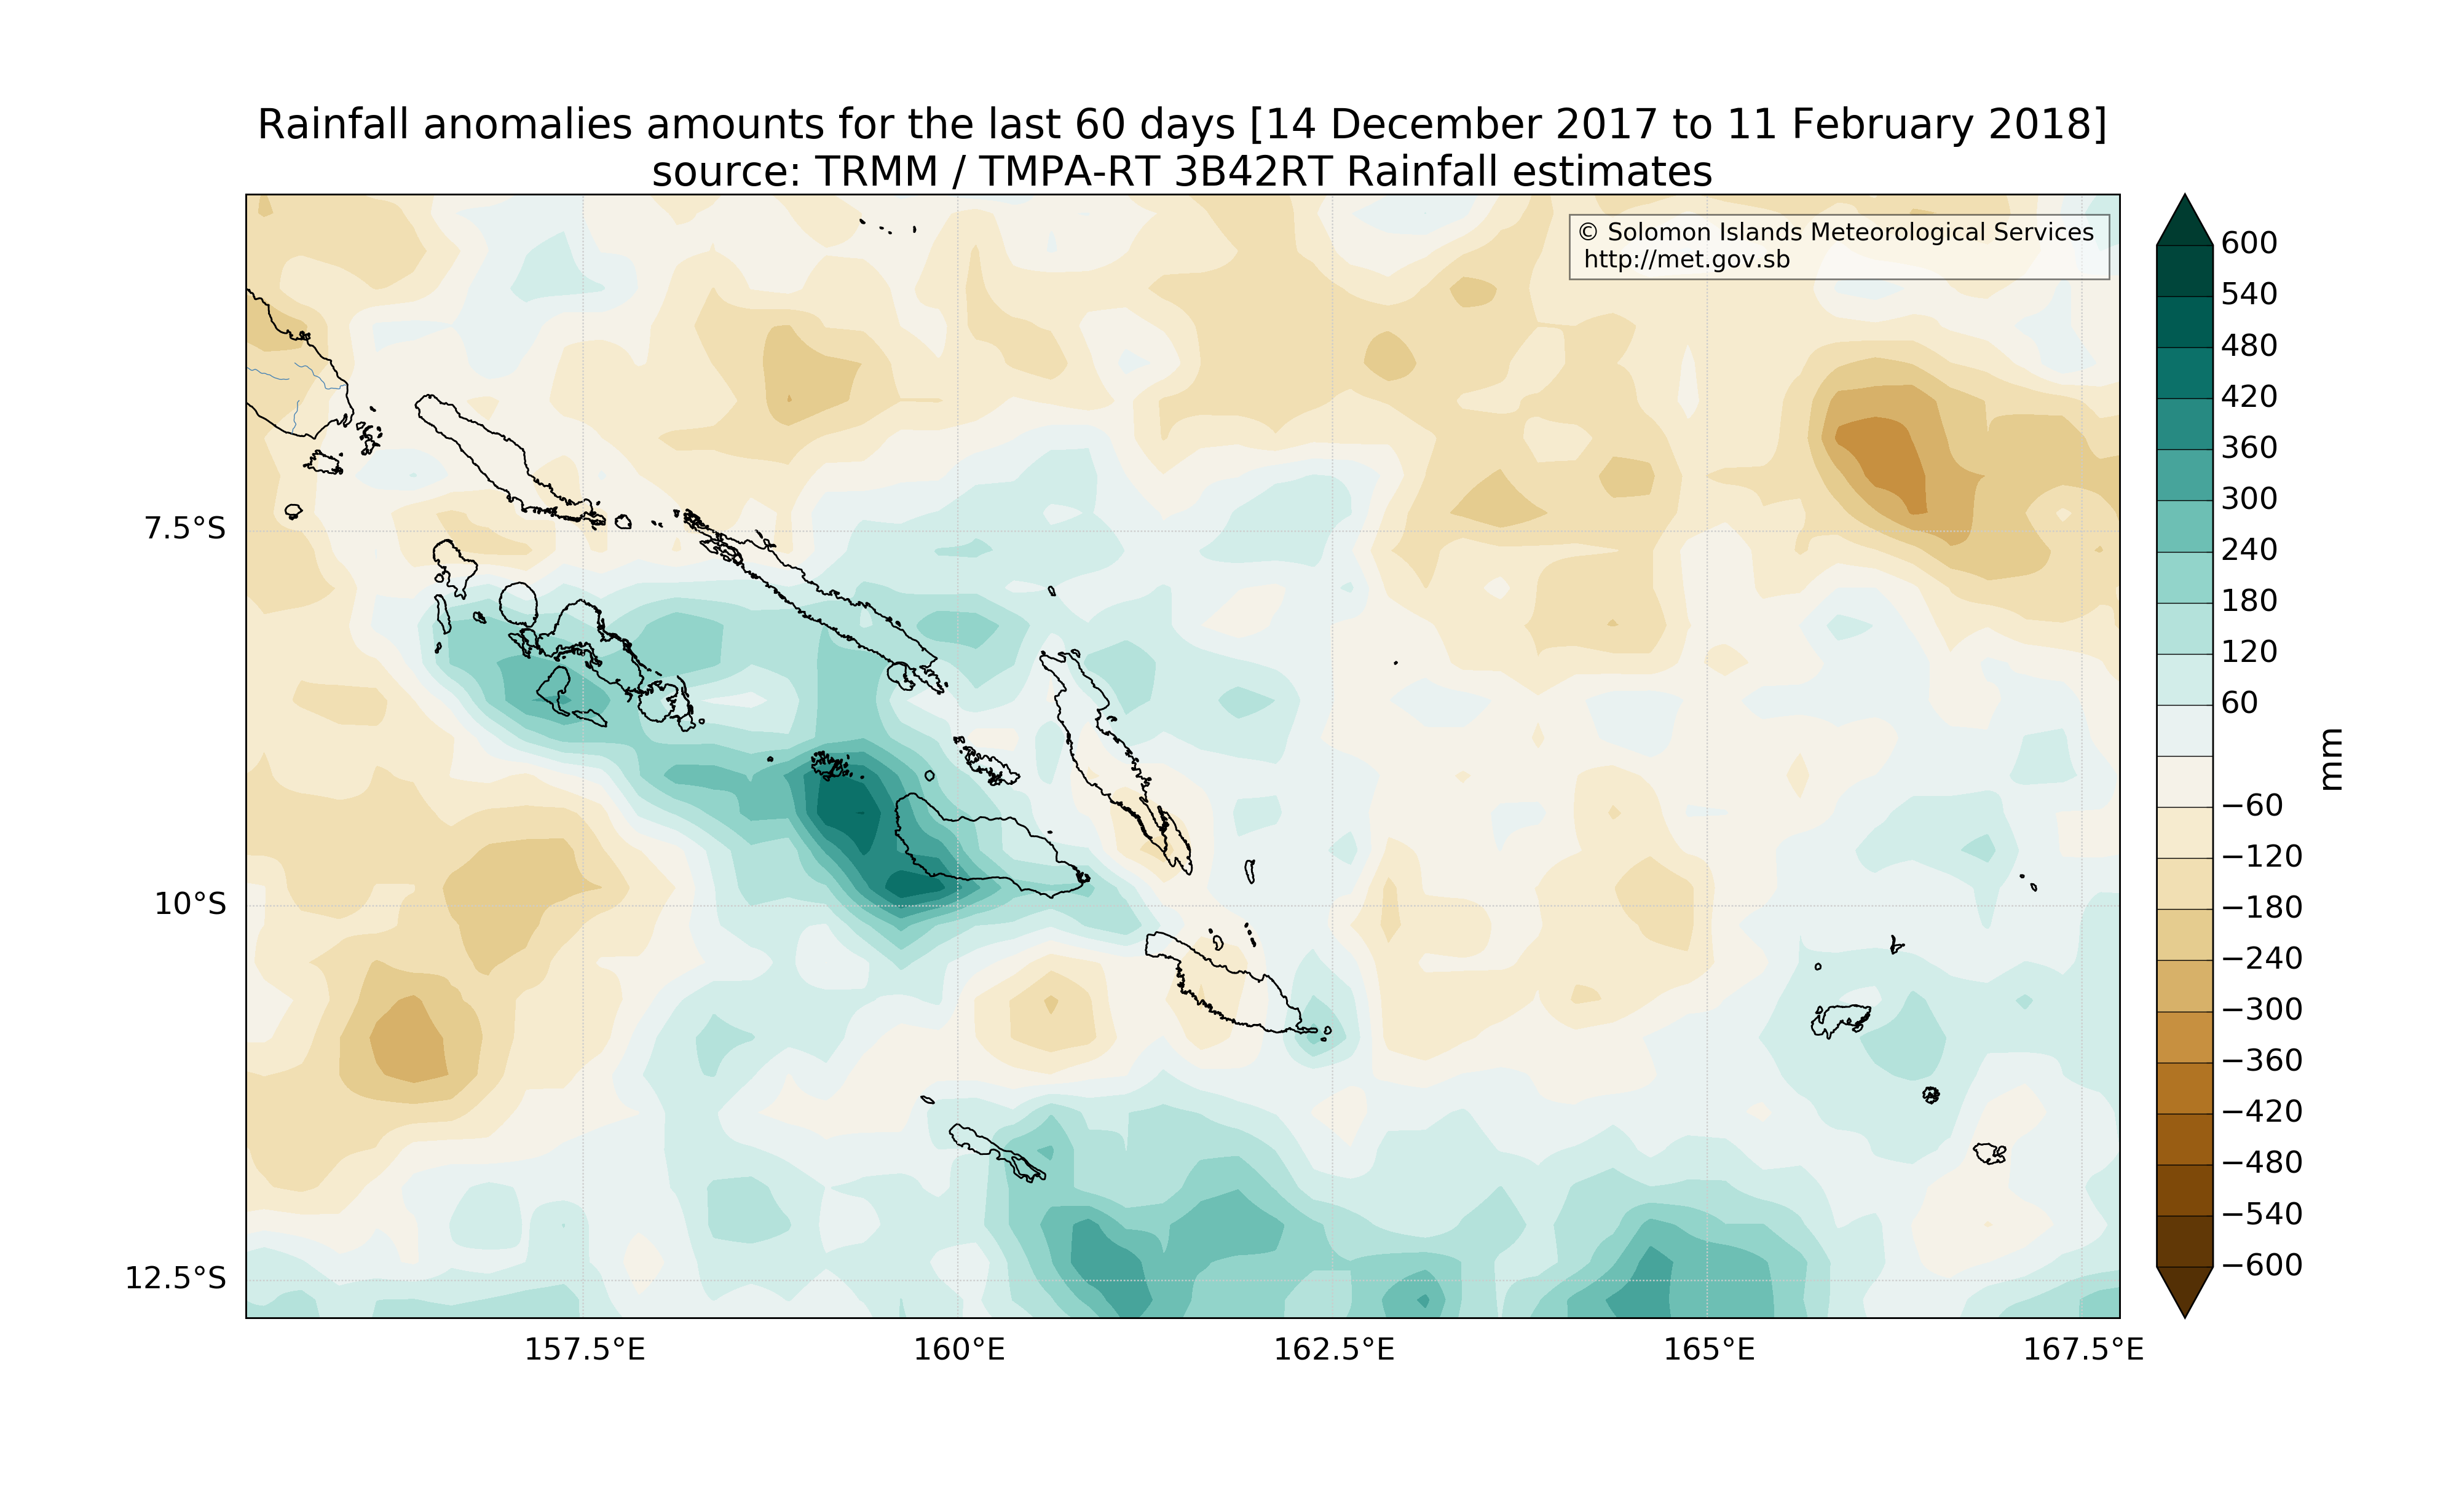 Rainfall anomalies amounts for the last 60 days [14 December 2017 to 11 February 2018]
source: TRMM / TMPA-RT 3B42RT Rainfall estimates
© Solomon Islands Meteorological Services
http://met.gov.sb
7.5°S
10°S
12.5°S
157.5°E
160°E
162.5°E
165°E
167.5°E
600
540
480
420
360
300
240
180
120
60
−60
−120
−180
−240
−300
−360
−420
−480
−540
−600
mm